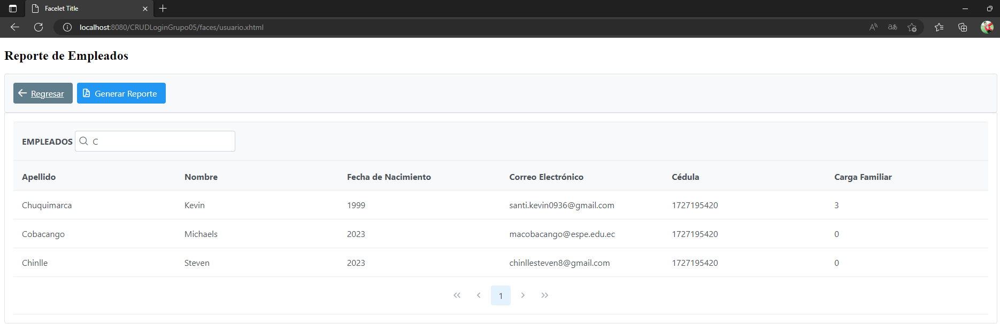 Facelet Title
localhost:8080/CRUDLoginGrupo05/faces/usuario.xhtml
Reporte de Empleados
Regresar Generar Reporte
EMPLEADOS C
Apellido Nombre Fecha de Nacimiento Correo Electrónico Cédula Carga Familiar
Chuquimarca Kevin 1999 santi.kevin0936@gmail.com 1727195420 3
Cobacango Michaels 2023 macobacango@espe.edu.ec 1727195420 0
Chinlle Steven 2023 chinllesteven8@gmail.com 1727195420 0
1